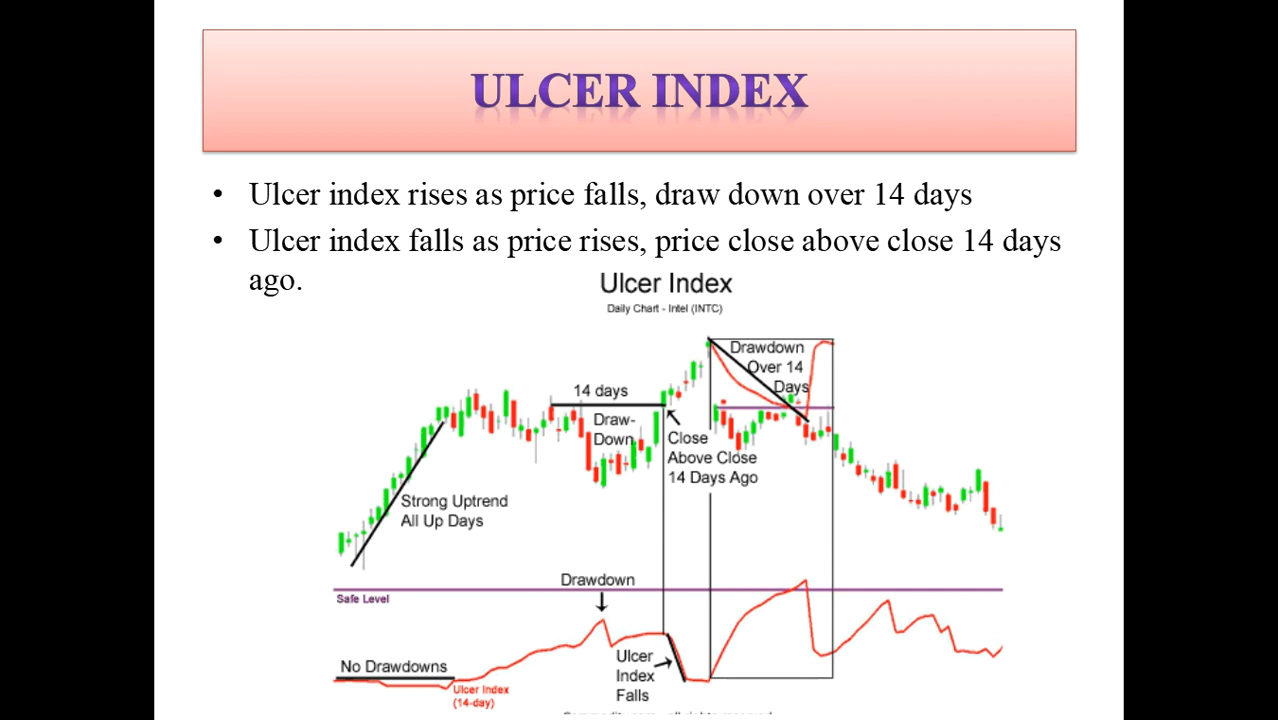 ULCER INDEX
• Ulcer index rises as price falls, draw down over 14 days
• Ulcer index falls as price rises, price close above close 14 days
ago.
Ulcer Index
Daily Chart - Intel (INTC)
Drawdown
Over 14
Days
14 days
Draw-
Down
Close
Above Close
14 Days Ago
Strong Uptrend
All Up Days
Drawdown
Safe Level
No Drawdowns
Ulcer
Index
Falls
Ulcer Index
(14-day)